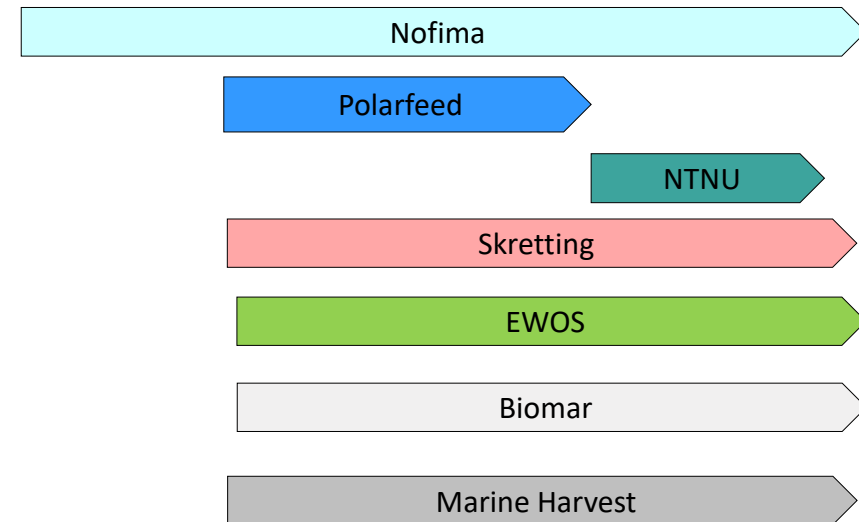 Nofima
Polarfeed
NTNU
Skretting
EWOS
Biomar
Marine Harvest